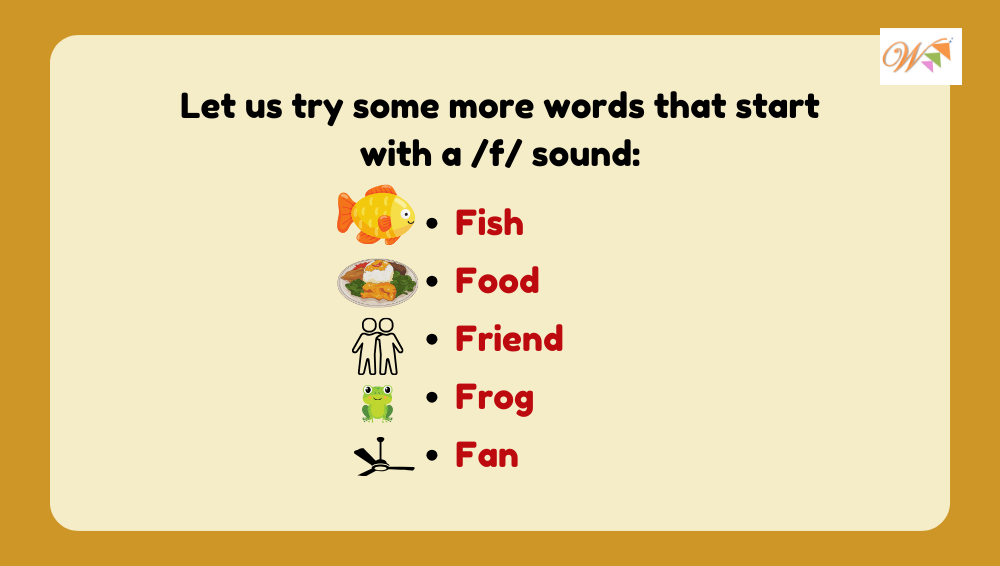 Let us try some more words that start
with a /f/ sound:
• Fish
• Food
• Friend
• Frog
• Fan